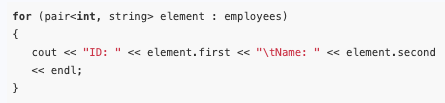 for (pair<int, string> element : employees)
{
   cout << "ID: " << element.first << "\tName: " << element.second
   << endl;
}